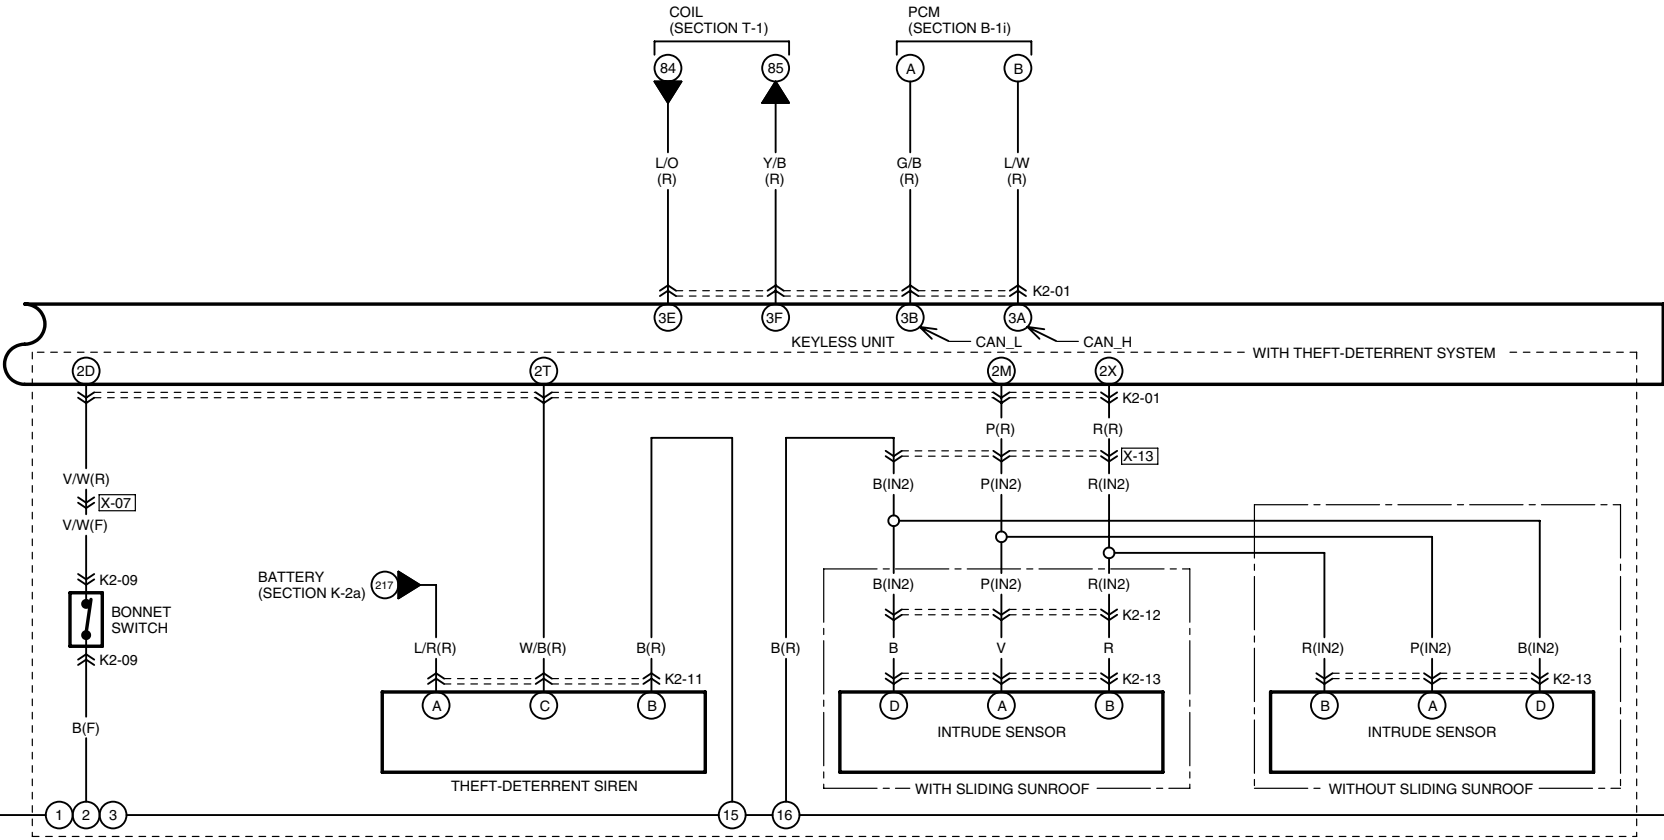 COIL
(SECTION T-1)
PCM
(SECTION B-1i)
84
85
A
B
L/O
(R)
Y/B
(R)
G/B
(R)
L/W
(R)
K2-01
3E
3F
3B
3A
KEYLESS UNIT
CAN_L
CAN_H
WITH THEFT-DETERRENT SYSTEM
2D
2T
2M
2X
K2-01
P(R)
R(R)
X-13
V/W(R)
B(IN2)
P(IN2)
R(IN2)
X-07
V/W(F)
K2-09
BATTERY
(SECTION K-2a)
217
B(IN2)
P(IN2)
R(IN2)
BONNET
SWITCH
K2-12
K2-09
L/R(R)
W/B(R)
B(R)
B(R)
B
V
R
R(IN2)
P(IN2)
B(IN2)
K2-11
K2-13
K2-13
A
C
B
D
A
B
B
A
D
B(F)
INTRUDE SENSOR
INTRUDE SENSOR
THEFT-DETERRENT SIREN
WITH SLIDING SUNROOF
WITHOUT SLIDING SUNROOF
1
2
3
15
16